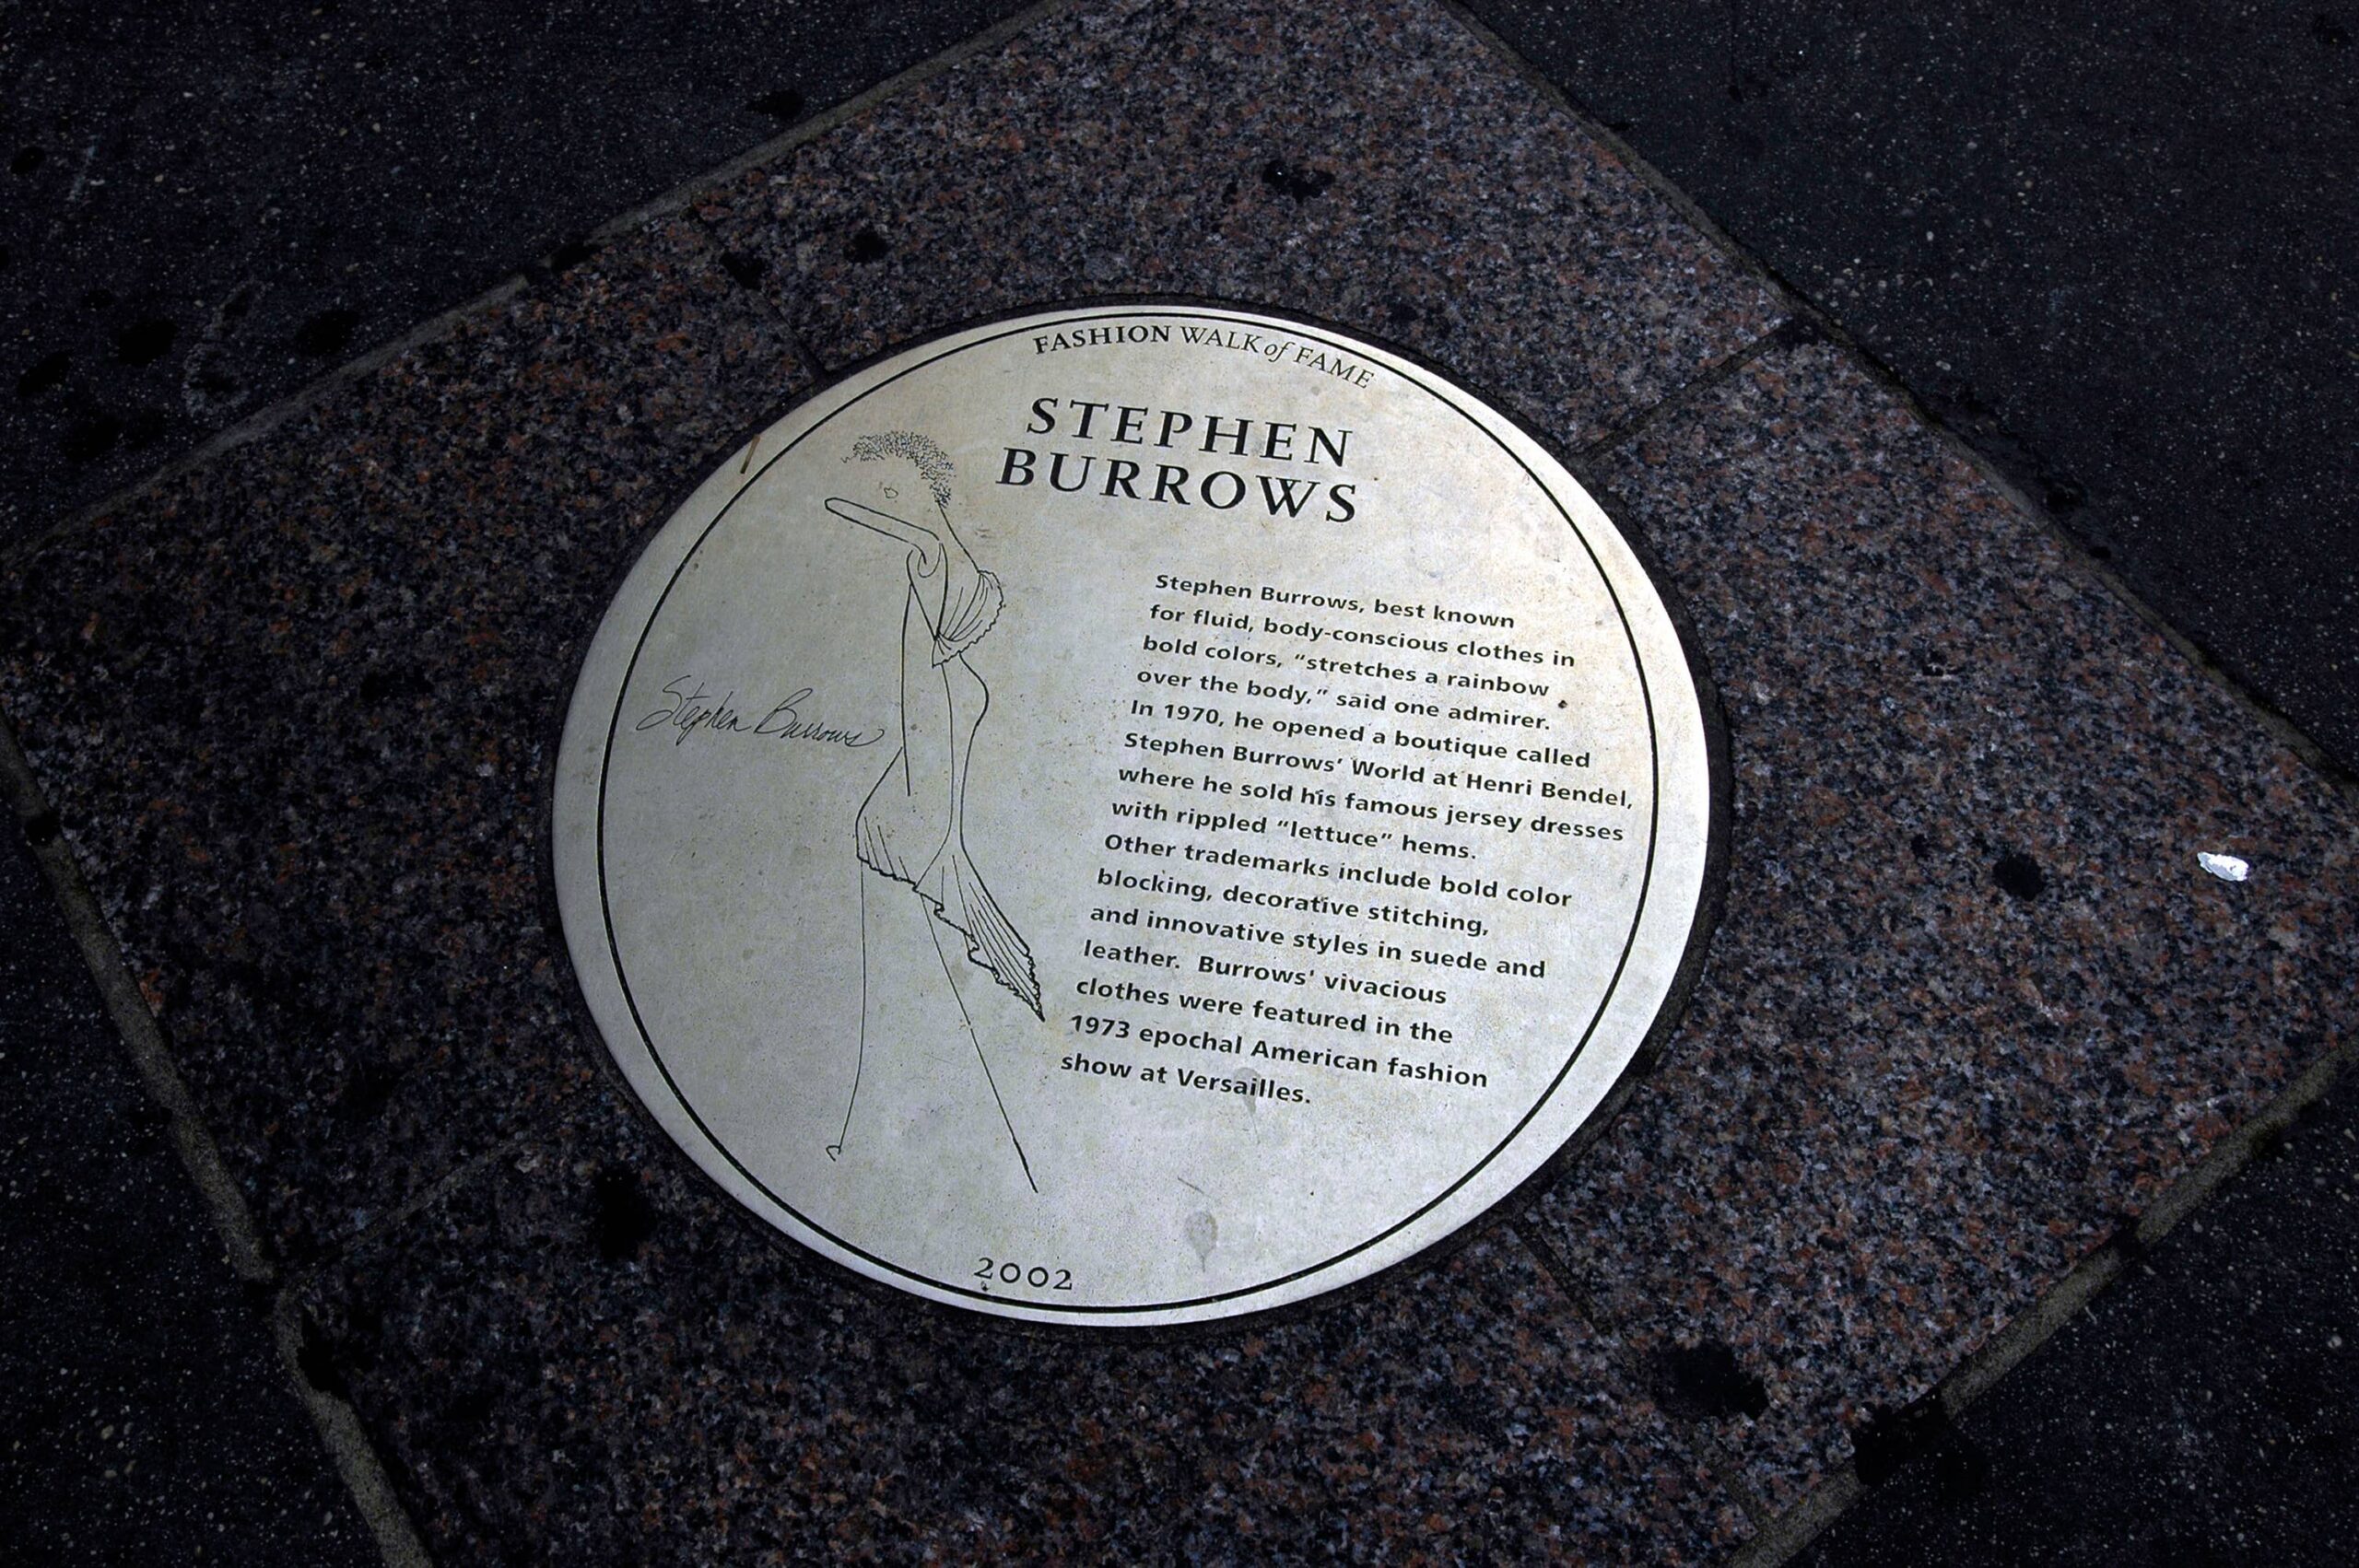 FASHION WALK of FAME
STEPHEN
BURROWS
Stephen Burrows, best known
for fluid, body-conscious clothes in
bold colors, “stretches a rainbow
over the body,” said one admirer.
In 1970, he opened a boutique called
Stephen Burrows’ World at Henri Bendel,
where he sold his famous jersey dresses
with rippled “lettuce” hems.
Other trademarks include bold color
blocking, decorative stitching,
and innovative styles in suede and
leather.  Burrows' vivacious
clothes were featured in the
1973 epochal American fashion
show at Versailles.
Stephen Burrows
2002